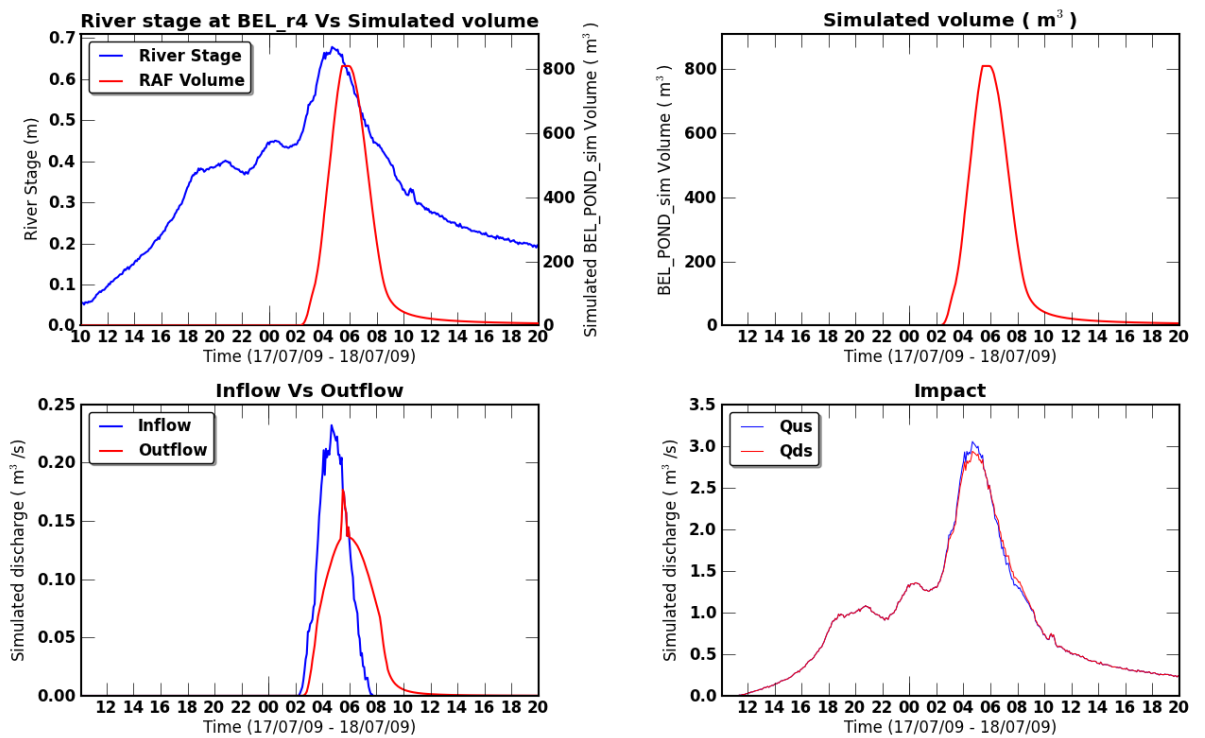 River stage at BEL_r4 Vs Simulated volume
River Stage
RAF Volume
River Stage (m)
0.7
0.6
0.5
0.4
0.3
0.2
0.1
0.0
Simulated BEL_POND_sim Volume ( m³ )
800
600
400
200
0
10 12 14 16 18 20 22 00 02 04 06 08 10 12 14 16 18 20
Time (17/07/09 - 18/07/09)
Simulated volume ( m³ )
BEL_POND_sim Volume ( m³ )
800
600
400
200
0
12 14 16 18 20 22 00 02 04 06 08 10 12 14 16 18 20
Time (17/07/09 - 18/07/09)
Inflow Vs Outflow
Inflow
Outflow
Simulated discharge ( m³ /s)
0.25
0.20
0.15
0.10
0.05
0.00
12 14 16 18 20 22 00 02 04 06 08 10 12 14 16 18 20
Time (17/07/09 - 18/07/09)
Impact
Qus
Qds
Simulated discharge ( m³ /s)
3.5
3.0
2.5
2.0
1.5
1.0
0.5
0.0
12 14 16 18 20 22 00 02 04 06 08 10 12 14 16 18 20
Time (17/07/09 - 18/07/09)